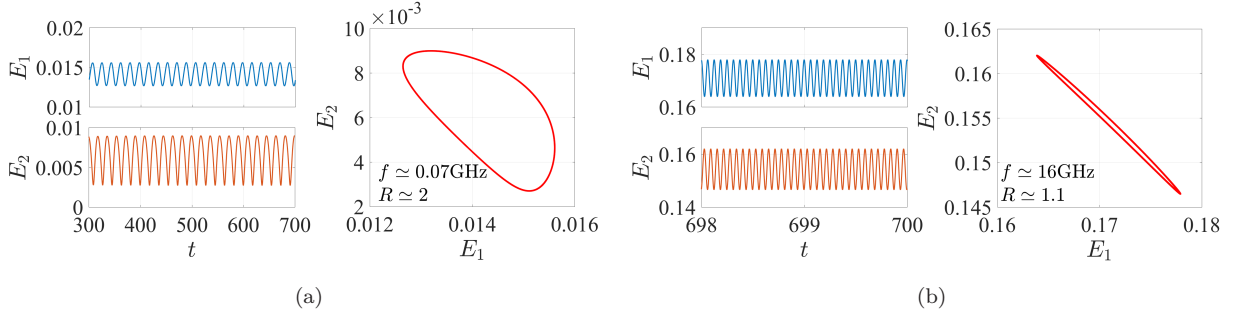 0.02
E₁ 0.015
0.01
0.01
E₂ 0.005
0
300 400 500 600 700
t
×10⁻³
10
8
E₂ 6
4
2
f ≃ 0.07GHz
R ≃ 2
0.012 0.014 0.016
E₁
(a)
E₁ 0.18
0.16
E₂ 0.16
0.14
698 699 700
t
0.165
E₂ 0.16
0.155
0.15
0.145
f ≃ 16GHz
R ≃ 1.1
0.16 0.17 0.18
E₁
(b)